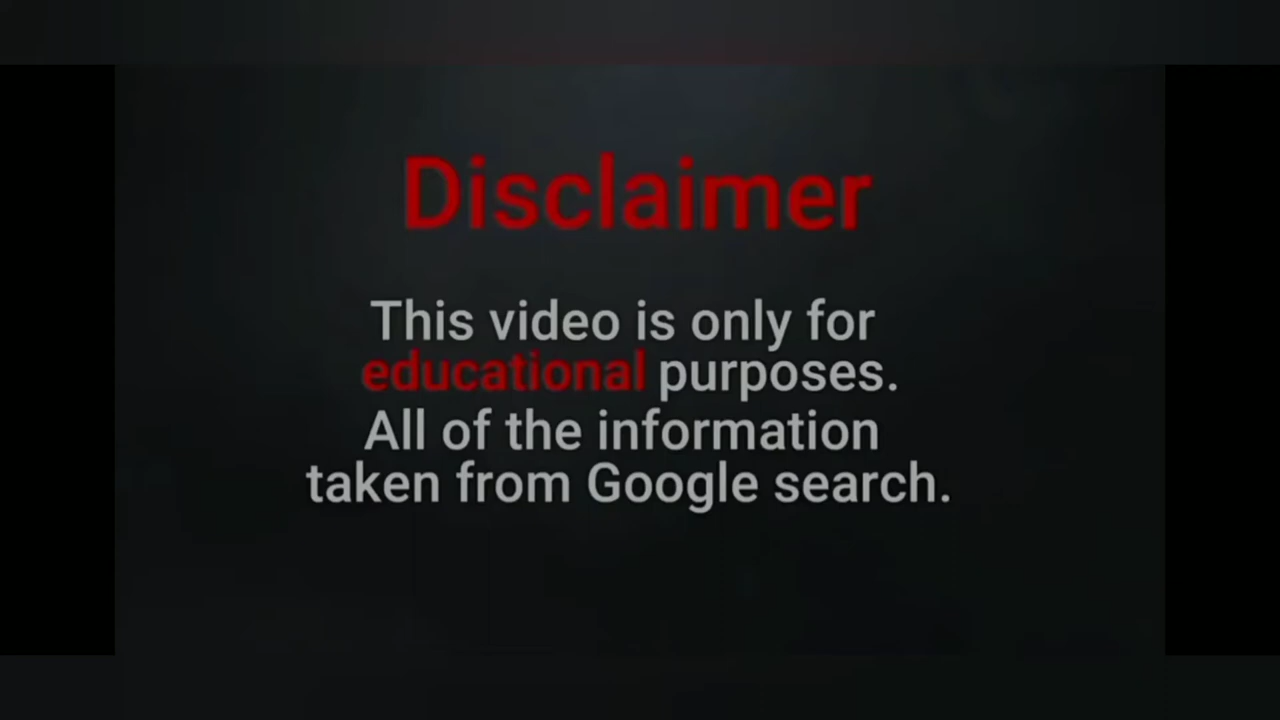 Disclaimer
This video is only for
educational purposes.
All of the information
taken from Google search.